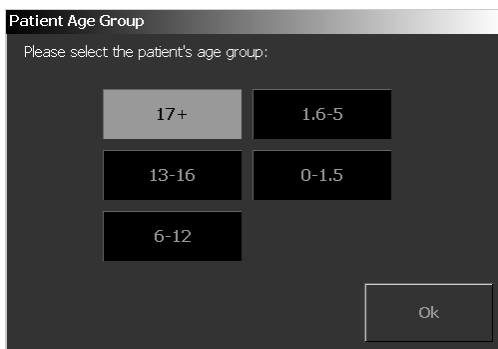 Patient Age Group
Please select the patient's age group:
17+
1.6-5
13-16
0-1.5
6-12
Ok